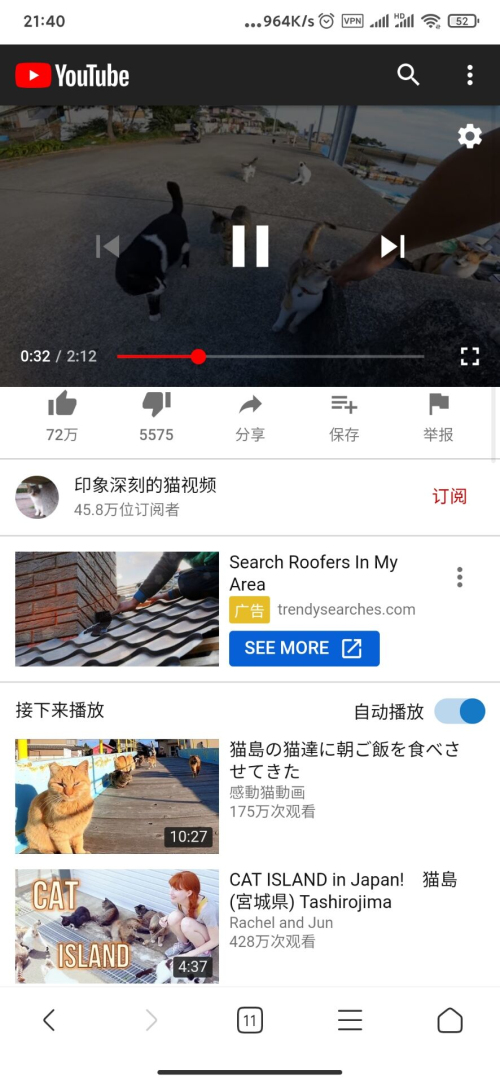 21:40
...964K/s VPN HD 52
YouTube
0:32 / 2:12
72万
5575
分享
保存
举报
印象深刻的猫视频
45.8万位订阅者
订阅
Search Roofers In My
Area
广告 trendysearches.com
SEE MORE
接下来播放
自动播放
猫島の猫達に朝ご飯を食べさ
せてきた
感動猫動画
175万次观看
10:27
CAT ISLAND in Japan! 猫島
(宮城県) Tashirojima
Rachel and Jun
428万次观看
CAT
ISLAND
4:37
11